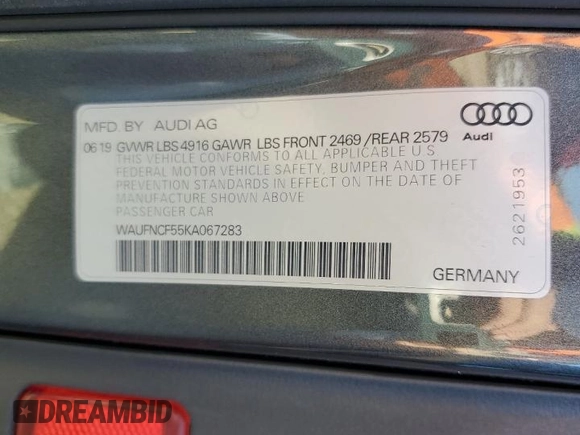 MFD. BY AUDI AG
06 19 GVWR LBS 4916 GAWR LBS FRONT 2469 / REAR 2579
THIS VEHICLE CONFORMS TO ALL APPLICABLE U.S
FEDERAL MOTOR VEHICLE SAFETY, BUMPER AND THEFT
PREVENTION STANDARDS IN EFFECT ON THE DATE OF
MANUFACTURE SHOWN ABOVE
PASSENGER CAR
WAUFNCF55KA067283
Audi
2621953
GERMANY
DREAMBID